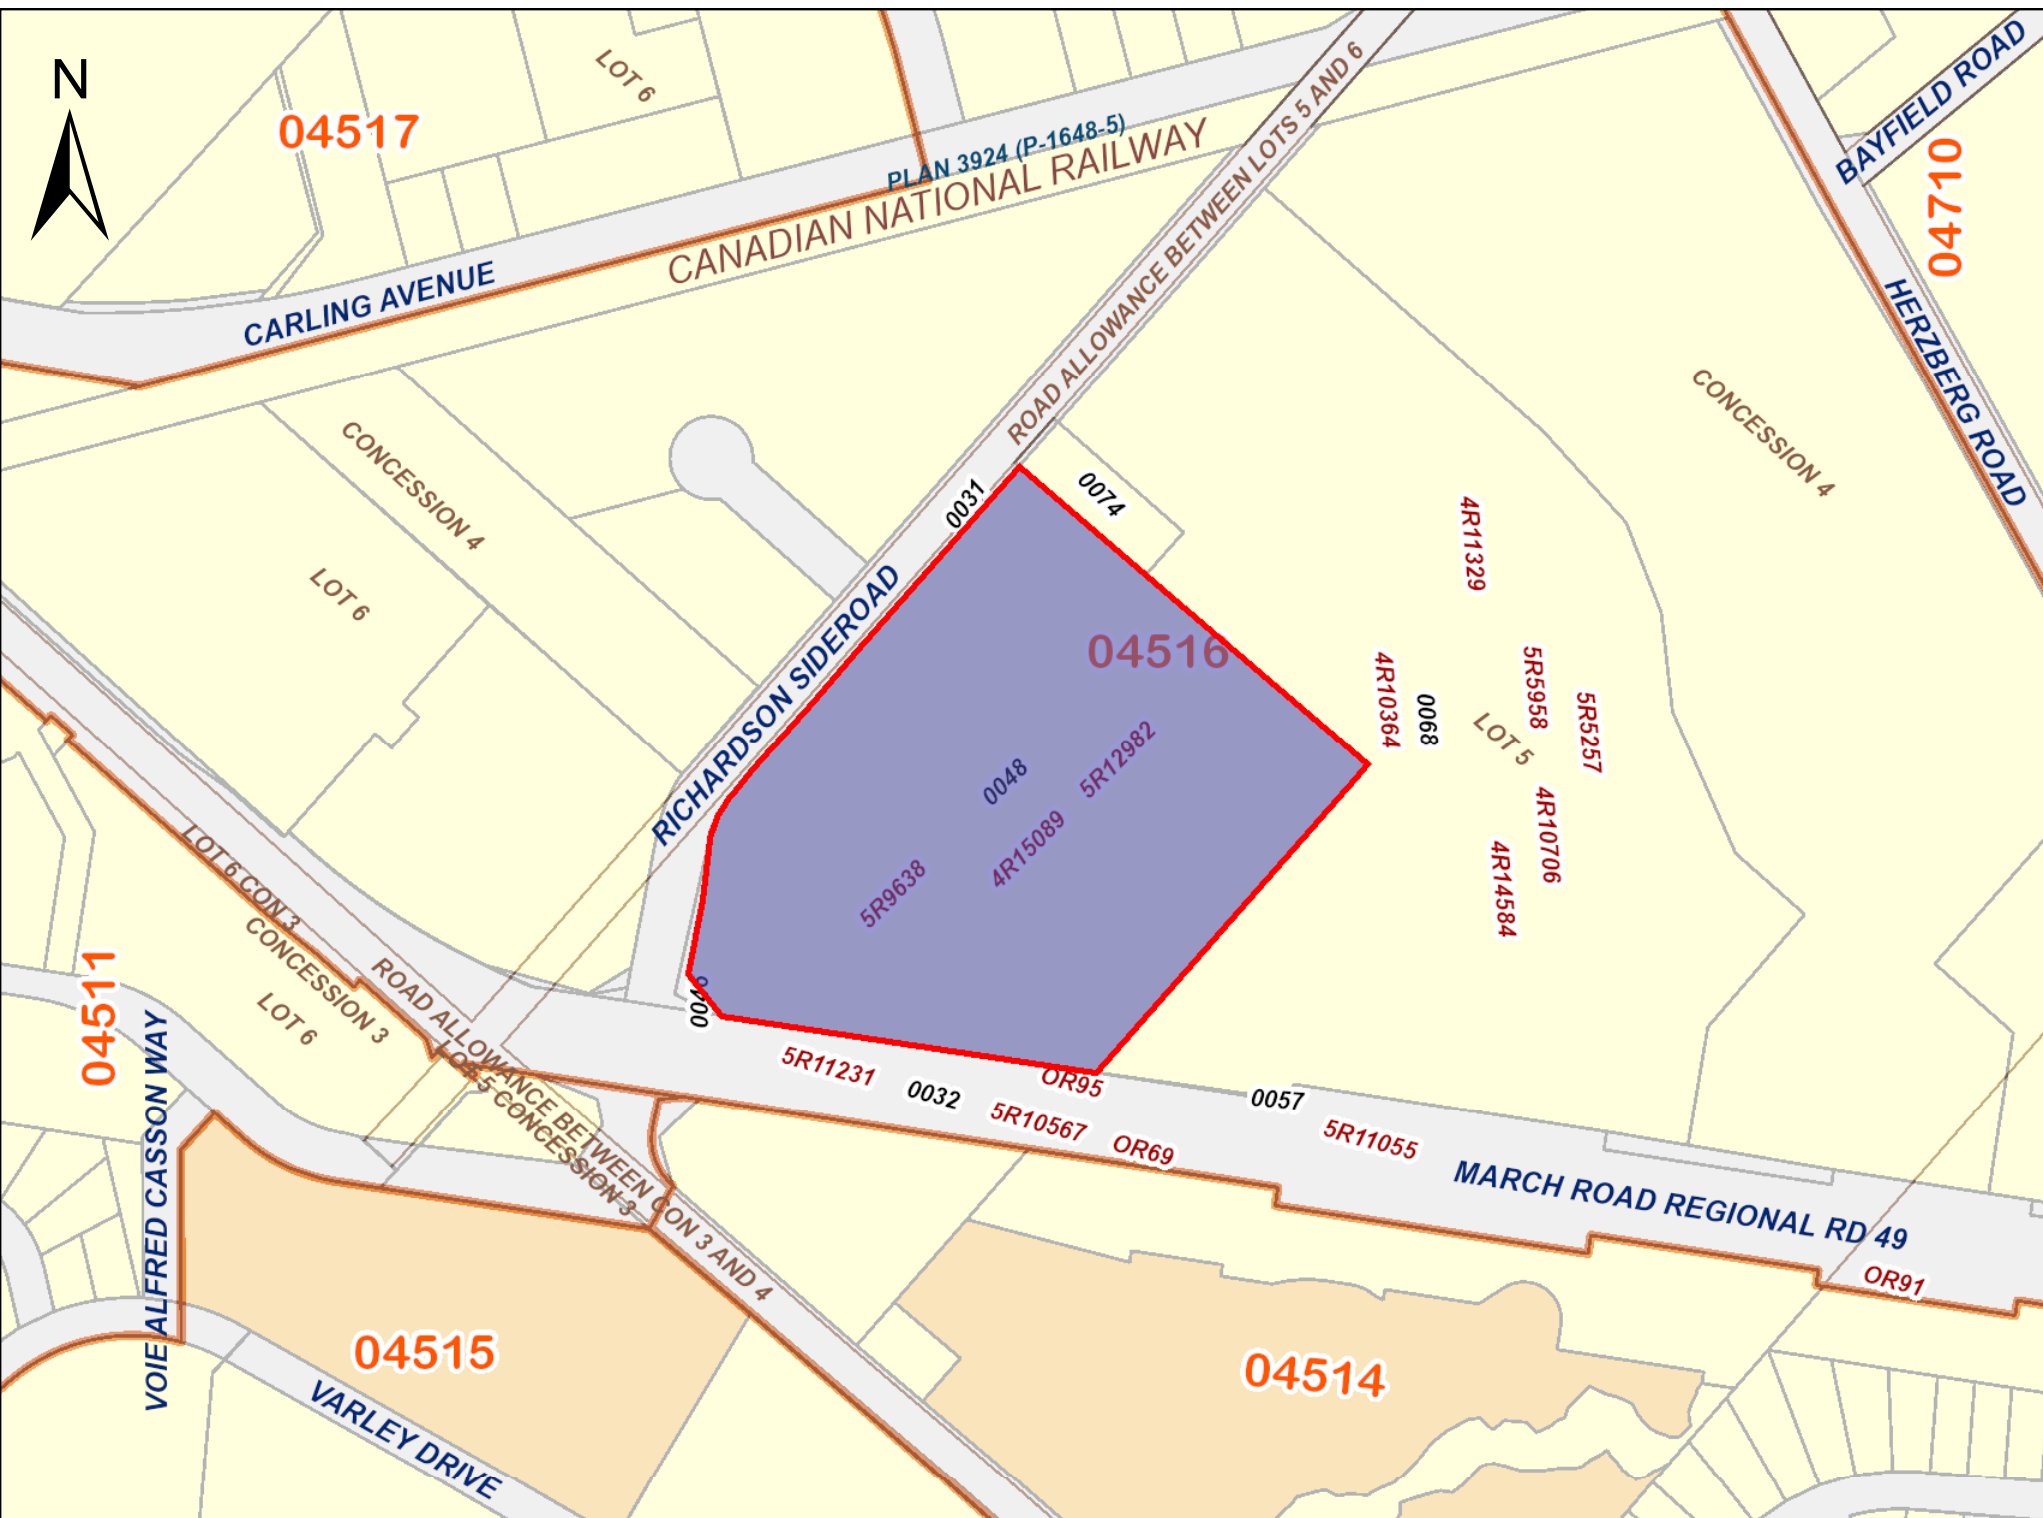 N
04517
LOT 6
BAYFIELD ROAD
04710
PLAN 3924 (P-1648-5)
CANADIAN NATIONAL RAILWAY
ROAD ALLOWANCE BETWEEN LOTS 5 AND 6
CARLING AVENUE
HERZBERG ROAD
CONCESSION 4
CONCESSION 4
LOT 6
0031
0074
RICHARDSON SIDEROAD
04516
4R11329
4R10364
0068
5R5958
5R5257
LOT 5
4R10706
4R14584
0048
5R12982
4R15089
5R9638
LOT 6 CON 3
CONCESSION 3
LOT 6
04511
VOIE ALFRED CASSON WAY
ROAD ALLOWANCE BETWEEN CON 3 AND 4
LOT 5 CONCESSION 3
5R11231
0032
OR95
5R10567
OR69
0057
5R11055
MARCH ROAD REGIONAL RD 49
OR91
04515
04514
VARLEY DRIVE